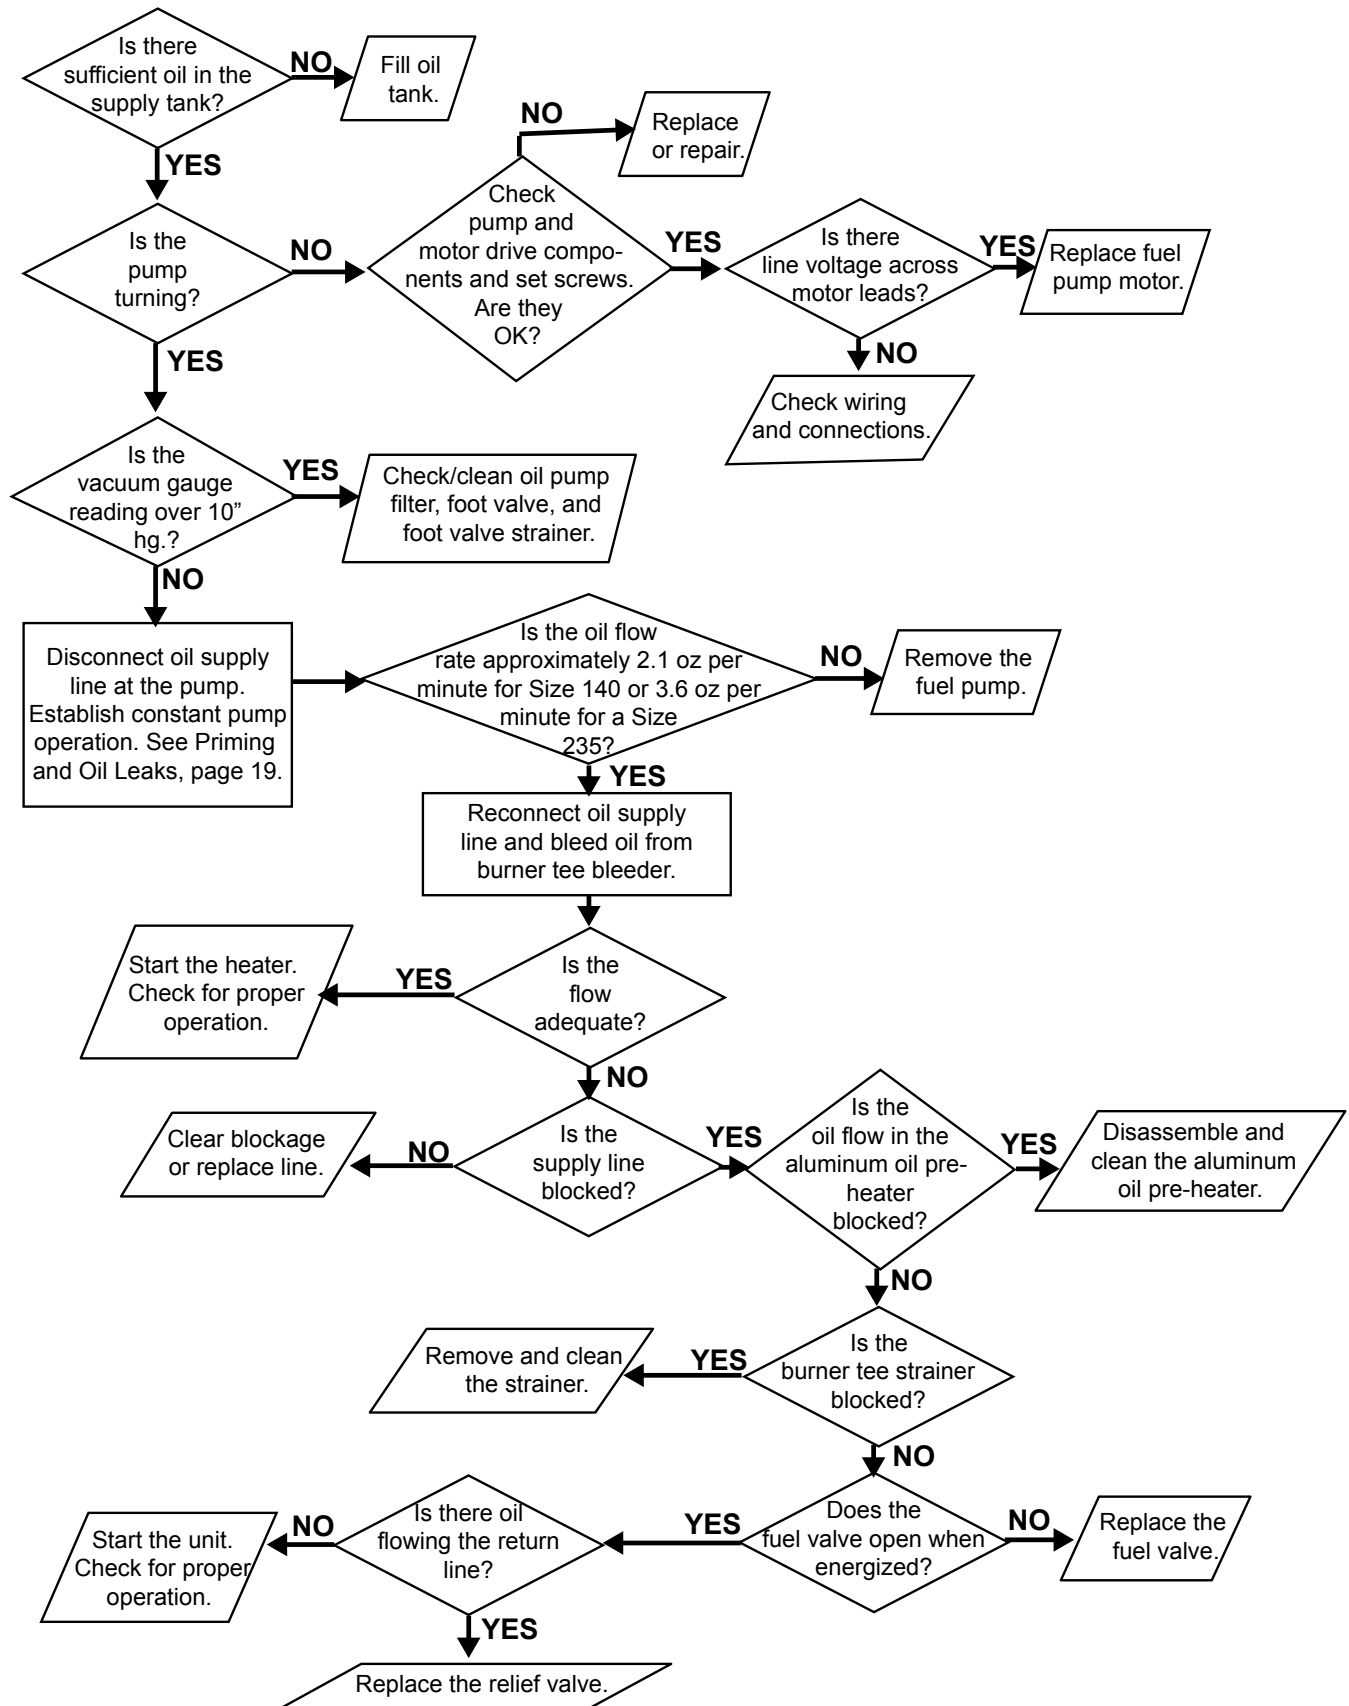 Is there
sufficient oil in the
supply tank?
NO
Fill oil
tank.
YES
Is the
pump
turning?
NO
Check
pump and
motor drive compo-
nents and set screws.
Are they
OK?
NO
Replace
or repair.
YES
Is there
line voltage across
motor leads?
YES
Replace fuel
pump motor.
NO
Check wiring
and connections.
YES
Is the
vacuum gauge
reading over 10”
hg.?
YES
Check/clean oil pump
filter, foot valve, and
foot valve strainer.
NO
Disconnect oil supply
line at the pump.
Establish constant pump
operation. See Priming
and Oil Leaks, page 19.
Is the oil flow
rate approximately 2.1 oz per
minute for Size 140 or 3.6 oz per
minute for a Size
235?
NO
Remove the
fuel pump.
YES
Reconnect oil supply
line and bleed oil from
burner tee bleeder.
Is the
flow
adequate?
YES
Start the heater.
Check for proper
operation.
NO
Is the
supply line
blocked?
NO
Clear blockage
or replace line.
YES
Is the
oil flow in the
aluminum oil pre-
heater
blocked?
YES
Disassemble and
clean the aluminum
oil pre-heater.
NO
Is the
burner tee strainer
blocked?
YES
Remove and clean
the strainer.
NO
Does the
fuel valve open when
energized?
NO
Replace the
fuel valve.
YES
Is there oil
flowing the return
line?
NO
Start the unit.
Check for proper
operation.
YES
Replace the relief valve.